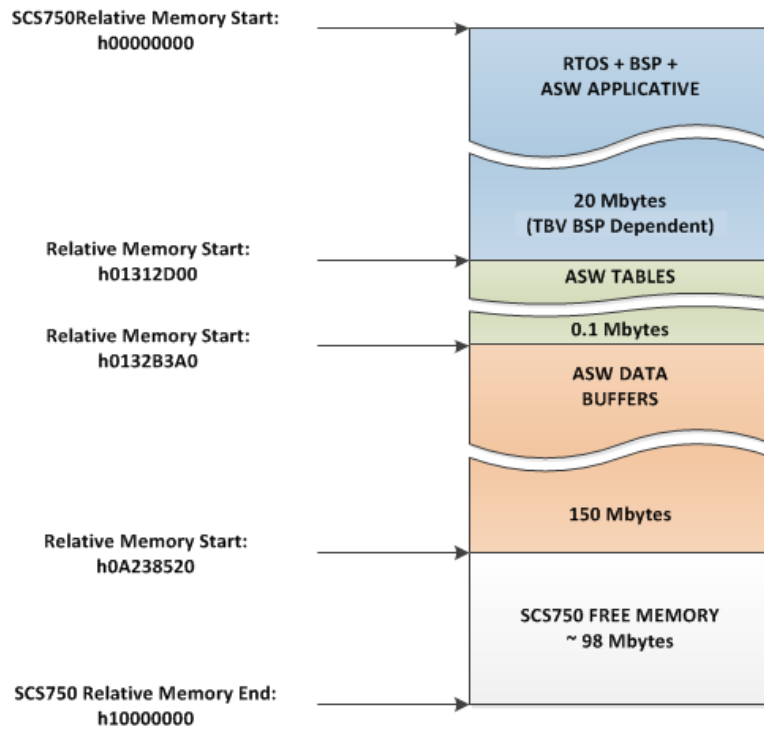 SCS750Relative Memory Start:
h00000000
RTOS + BSP +
ASW APPLICATIVE
20 Mbytes
(TBV BSP Dependent)
Relative Memory Start:
h01312D00
ASW TABLES
0.1 Mbytes
Relative Memory Start:
h0132B3A0
ASW DATA
BUFFERS
150 Mbytes
Relative Memory Start:
h0A238520
SCS750 FREE MEMORY
~ 98 Mbytes
SCS750 Relative Memory End:
h10000000